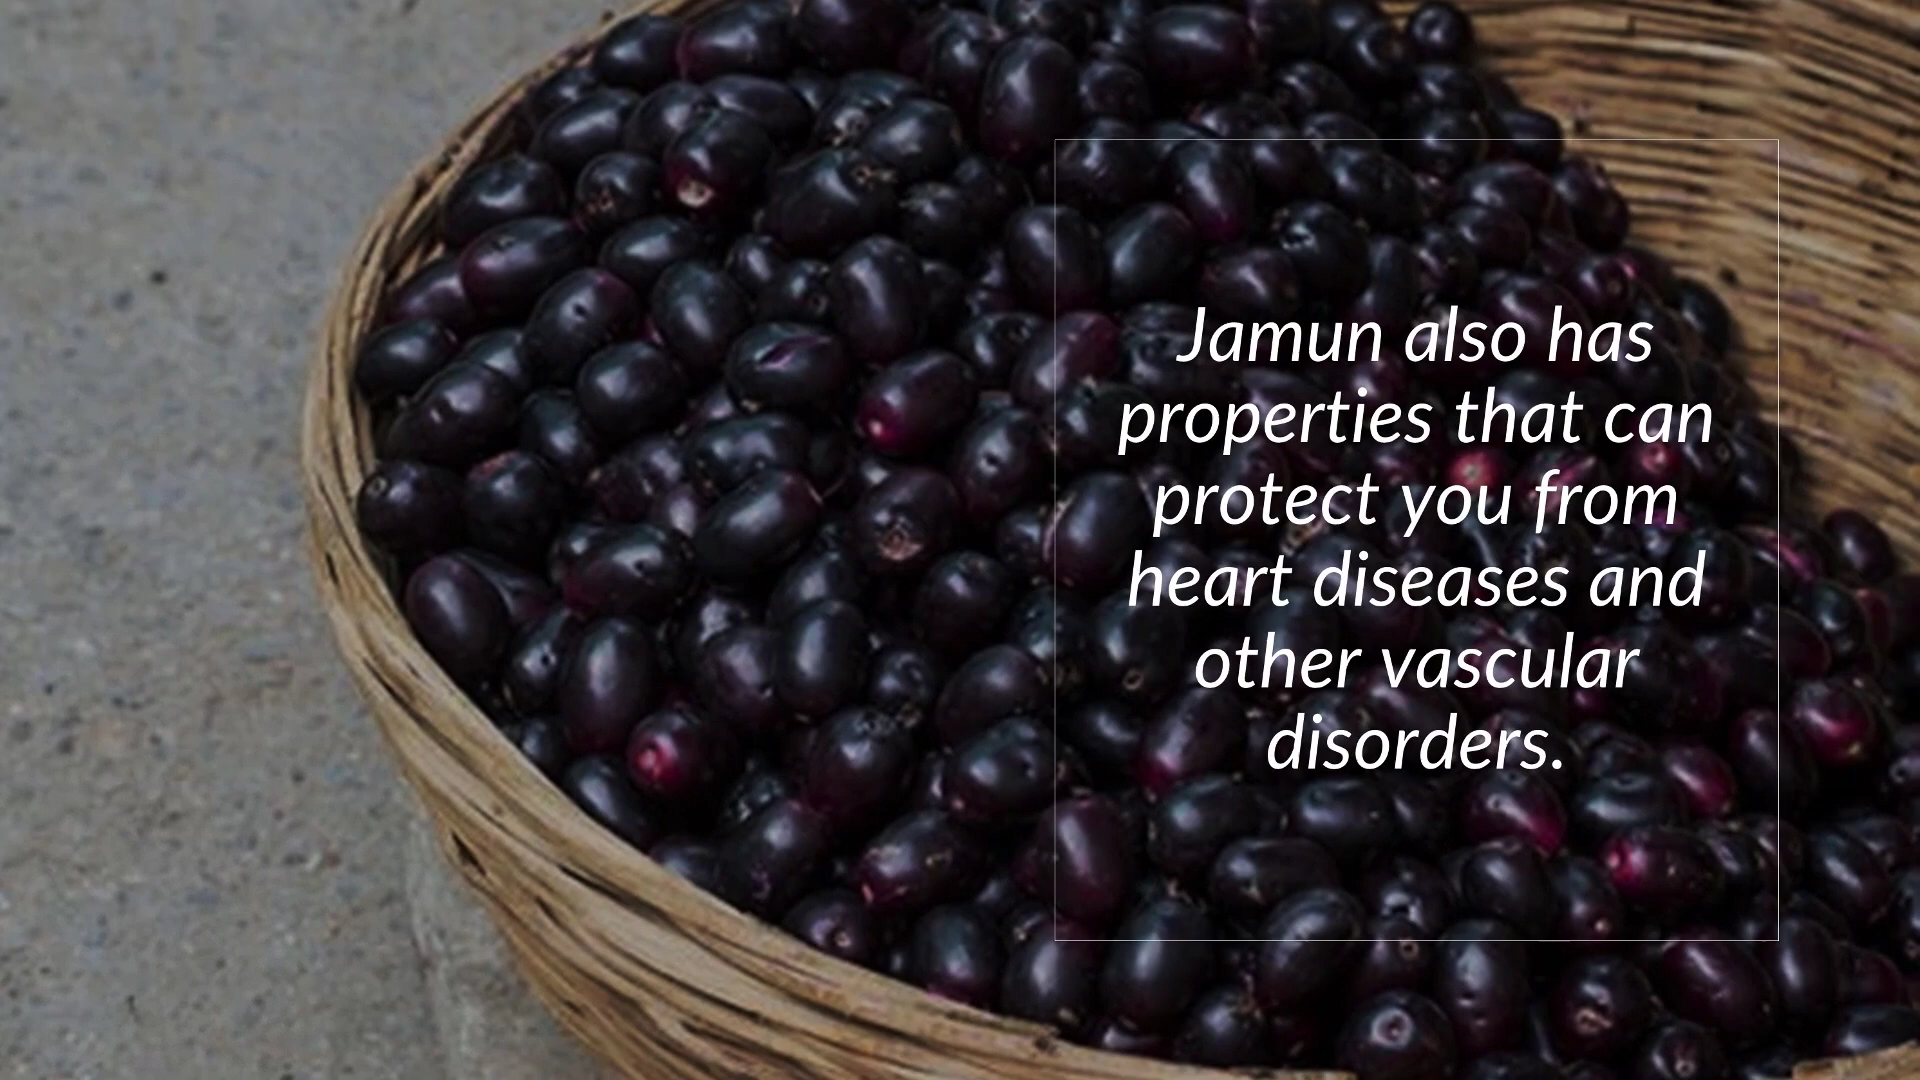 Jamun also has
properties that can
protect you from
heart diseases and
other vascular
disorders.